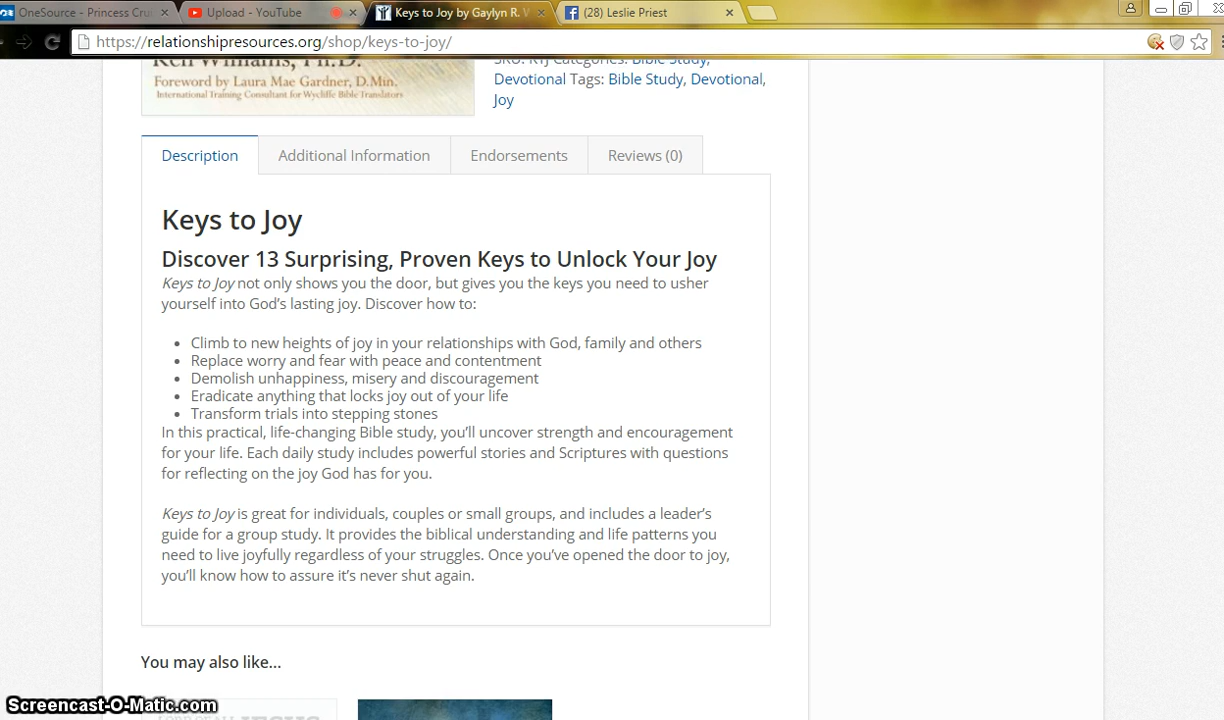 OneSource - Princess Cru
Upload - YouTube
Keys to Joy by Gaylyn R. W
(28) Leslie Priest
https://relationshipresources.org/shop/keys-to-joy/
Ken Williams, Ph.D.
Foreword by Laura Mae Gardner, D.Min.
International Training Consultant for Wycliffe Bible Translators
SKU: KTJ Categories: Bible Study,
Devotional Tags: Bible Study, Devotional,
Joy
Description
Additional Information
Endorsements
Reviews (0)
Keys to Joy
Discover 13 Surprising, Proven Keys to Unlock Your Joy
Keys to Joy not only shows you the door, but gives you the keys you need to usher
yourself into God’s lasting joy. Discover how to:
• Climb to new heights of joy in your relationships with God, family and others
• Replace worry and fear with peace and contentment
• Demolish unhappiness, misery and discouragement
• Eradicate anything that locks joy out of your life
• Transform trials into stepping stones
In this practical, life-changing Bible study, you’ll uncover strength and encouragement
for your life. Each daily study includes powerful stories and Scriptures with questions
for reflecting on the joy God has for you.
Keys to Joy is great for individuals, couples or small groups, and includes a leader’s
guide for a group study. It provides the biblical understanding and life patterns you
need to live joyfully regardless of your struggles. Once you’ve opened the door to joy,
you’ll know how to assure it’s never shut again.
You may also like...
Screencast-O-Matic.com